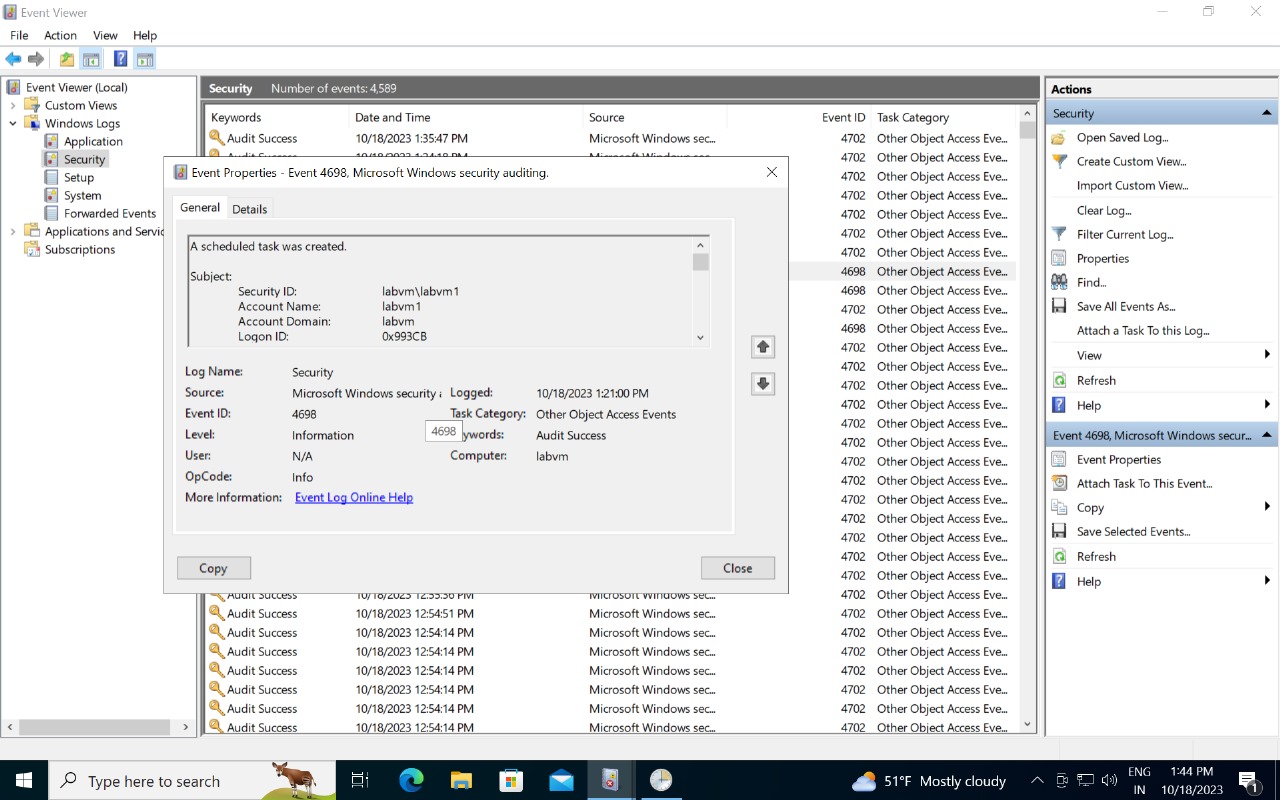 Event Viewer
File Action View Help
Event Viewer (Local)
Custom Views
Windows Logs
Application
Security
Setup
System
Forwarded Events
Applications and Servic
Subscriptions
Security Number of events: 4,589
Keywords Date and Time Source Event ID Task Category
Audit Success 10/18/2023 1:35:47 PM Microsoft Windows sec... 4702 Other Object Access Eve...
4702 Other Object Access Eve...
4702 Other Object Access Eve...
4702 Other Object Access Eve...
4702 Other Object Access Eve...
4702 Other Object Access Eve...
4702 Other Object Access Eve...
4698 Other Object Access Eve...
4698 Other Object Access Eve...
4702 Other Object Access Eve...
4698 Other Object Access Eve...
4702 Other Object Access Eve...
4702 Other Object Access Eve...
4702 Other Object Access Eve...
4702 Other Object Access Eve...
4702 Other Object Access Eve...
4702 Other Object Access Eve...
4702 Other Object Access Eve...
4702 Other Object Access Eve...
4702 Other Object Access Eve...
4702 Other Object Access Eve...
4702 Other Object Access Eve...
4702 Other Object Access Eve...
4702 Other Object Access Eve...
Audit Success 10/18/2023 12:55:56 PM Microsoft Windows sec... 4702 Other Object Access Eve...
Audit Success 10/18/2023 12:54:51 PM Microsoft Windows sec... 4702 Other Object Access Eve...
Audit Success 10/18/2023 12:54:14 PM Microsoft Windows sec... 4702 Other Object Access Eve...
Audit Success 10/18/2023 12:54:14 PM Microsoft Windows sec... 4702 Other Object Access Eve...
Audit Success 10/18/2023 12:54:14 PM Microsoft Windows sec... 4702 Other Object Access Eve...
Audit Success 10/18/2023 12:54:14 PM Microsoft Windows sec... 4702 Other Object Access Eve...
Audit Success 10/18/2023 12:54:14 PM Microsoft Windows sec... 4702 Other Object Access Eve...
Audit Success 10/18/2023 12:54:14 PM Microsoft Windows sec... 4702 Other Object Access Eve...
Event Properties - Event 4698, Microsoft Windows security auditing.
General Details
A scheduled task was created.
Subject:
Security ID: labvm\labvm1
Account Name: labvm1
Account Domain: labvm
Logon ID: 0x993CB
Log Name: Security
Source: Microsoft Windows security Logged: 10/18/2023 1:21:00 PM
Event ID: 4698 Task Category: Other Object Access Events
Level: Information 4698 ywords: Audit Success
User: N/A Computer: labvm
OpCode: Info
More Information: Event Log Online Help
Copy Close
Actions
Security
Open Saved Log...
Create Custom View...
Import Custom View...
Clear Log...
Filter Current Log...
Properties
Find...
Save All Events As...
Attach a Task To this Log...
View
Refresh
Help
Event 4698, Microsoft Windows secur...
Event Properties
Attach Task To This Event...
Copy
Save Selected Events...
Refresh
Help
Type here to search
51°F Mostly cloudy
ENG
IN
1:44 PM
10/18/2023
1